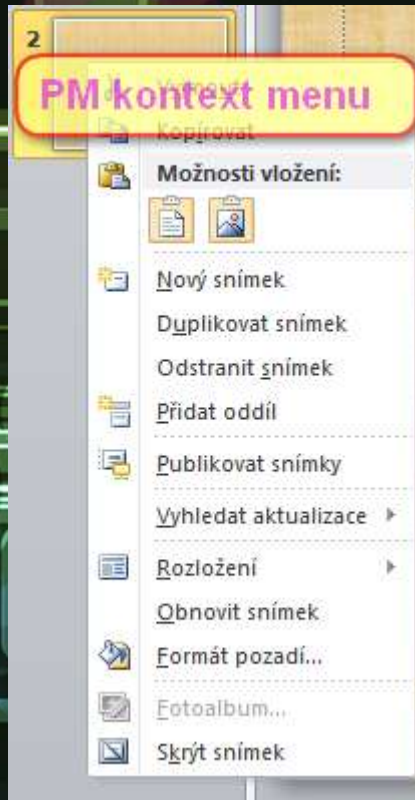 2
PM kontext menu
Vyjmout
Kopírovat
Možnosti vložení:
Nový snímek
Duplikovat snímek
Odstranit snímek
Přidat oddíl
Publikovat snímky
Vyhledat aktualizace
Rozložení
Obnovit snímek
Formát pozadí...
Fotoalbum...
Skrýt snímek